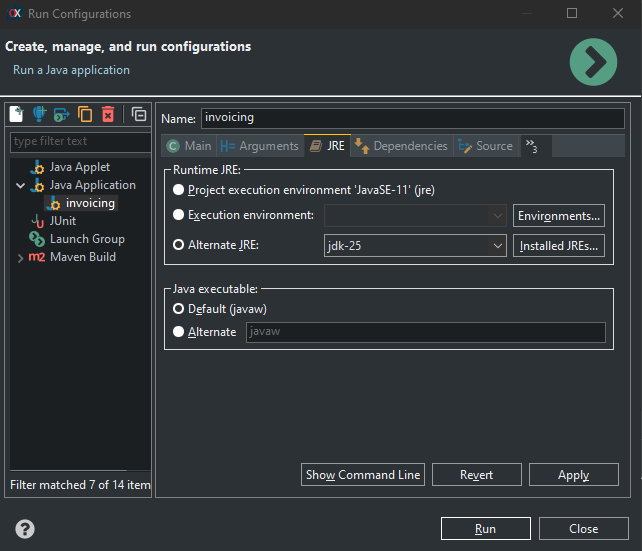 OX Run Configurations
Create, manage, and run configurations
Run a Java application
type filter text
Java Applet
Java Application
invoicing
JUnit
Launch Group
m2 Maven Build
Filter matched 7 of 14 item
Name: invoicing
Main Arguments JRE Dependencies Source » 3
Runtime JRE:
Project execution environment 'JavaSE-11' (jre)
Execution environment: Environments...
Alternate JRE: jdk-25 Installed JREs...
Java executable:
Default (javaw)
Alternate javaw
Show Command Line Revert Apply
Run Close